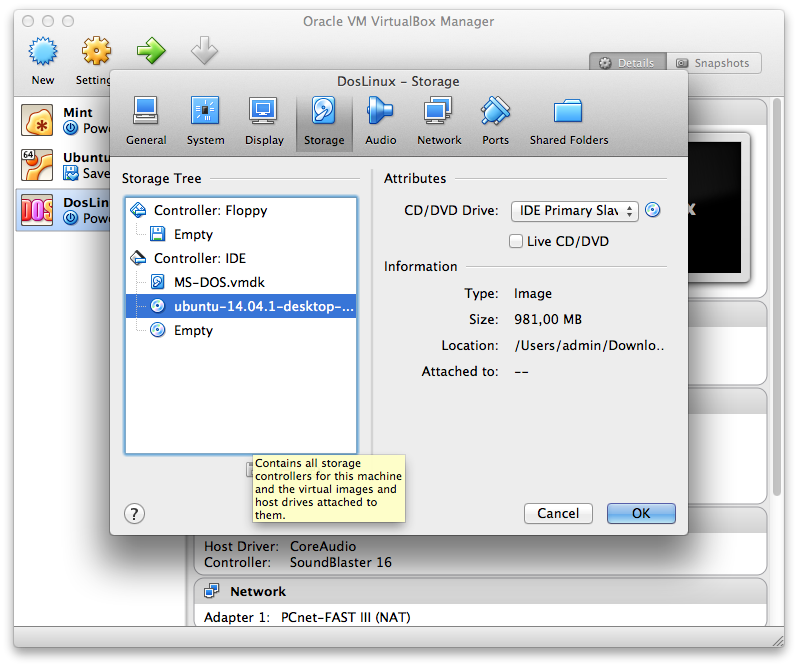 Oracle VM VirtualBox Manager
New
Setting
Details
Snapshots
Mint
Powe
64
Ubuntu
Save
DOS
DosLin
Powe
x
DosLinux – Storage
General
System
Display
Storage
Audio
Network
Ports
Shared Folders
Storage Tree
Controller: Floppy
Empty
Controller: IDE
MS-DOS.vmdk
ubuntu-14.04.1-desktop-...
Empty
Attributes
CD/DVD Drive:
IDE Primary Slav
Live CD/DVD
Information
Type: Image
Size: 981,00 MB
Location: /Users/admin/Downlo..
Attached to: --
Contains all storage
controllers for this machine
and the virtual images and
host drives attached to
them.
?
Cancel
OK
Host Driver: CoreAudio
Controller: SoundBlaster 16
Network
Adapter 1: PCnet-FAST III (NAT)